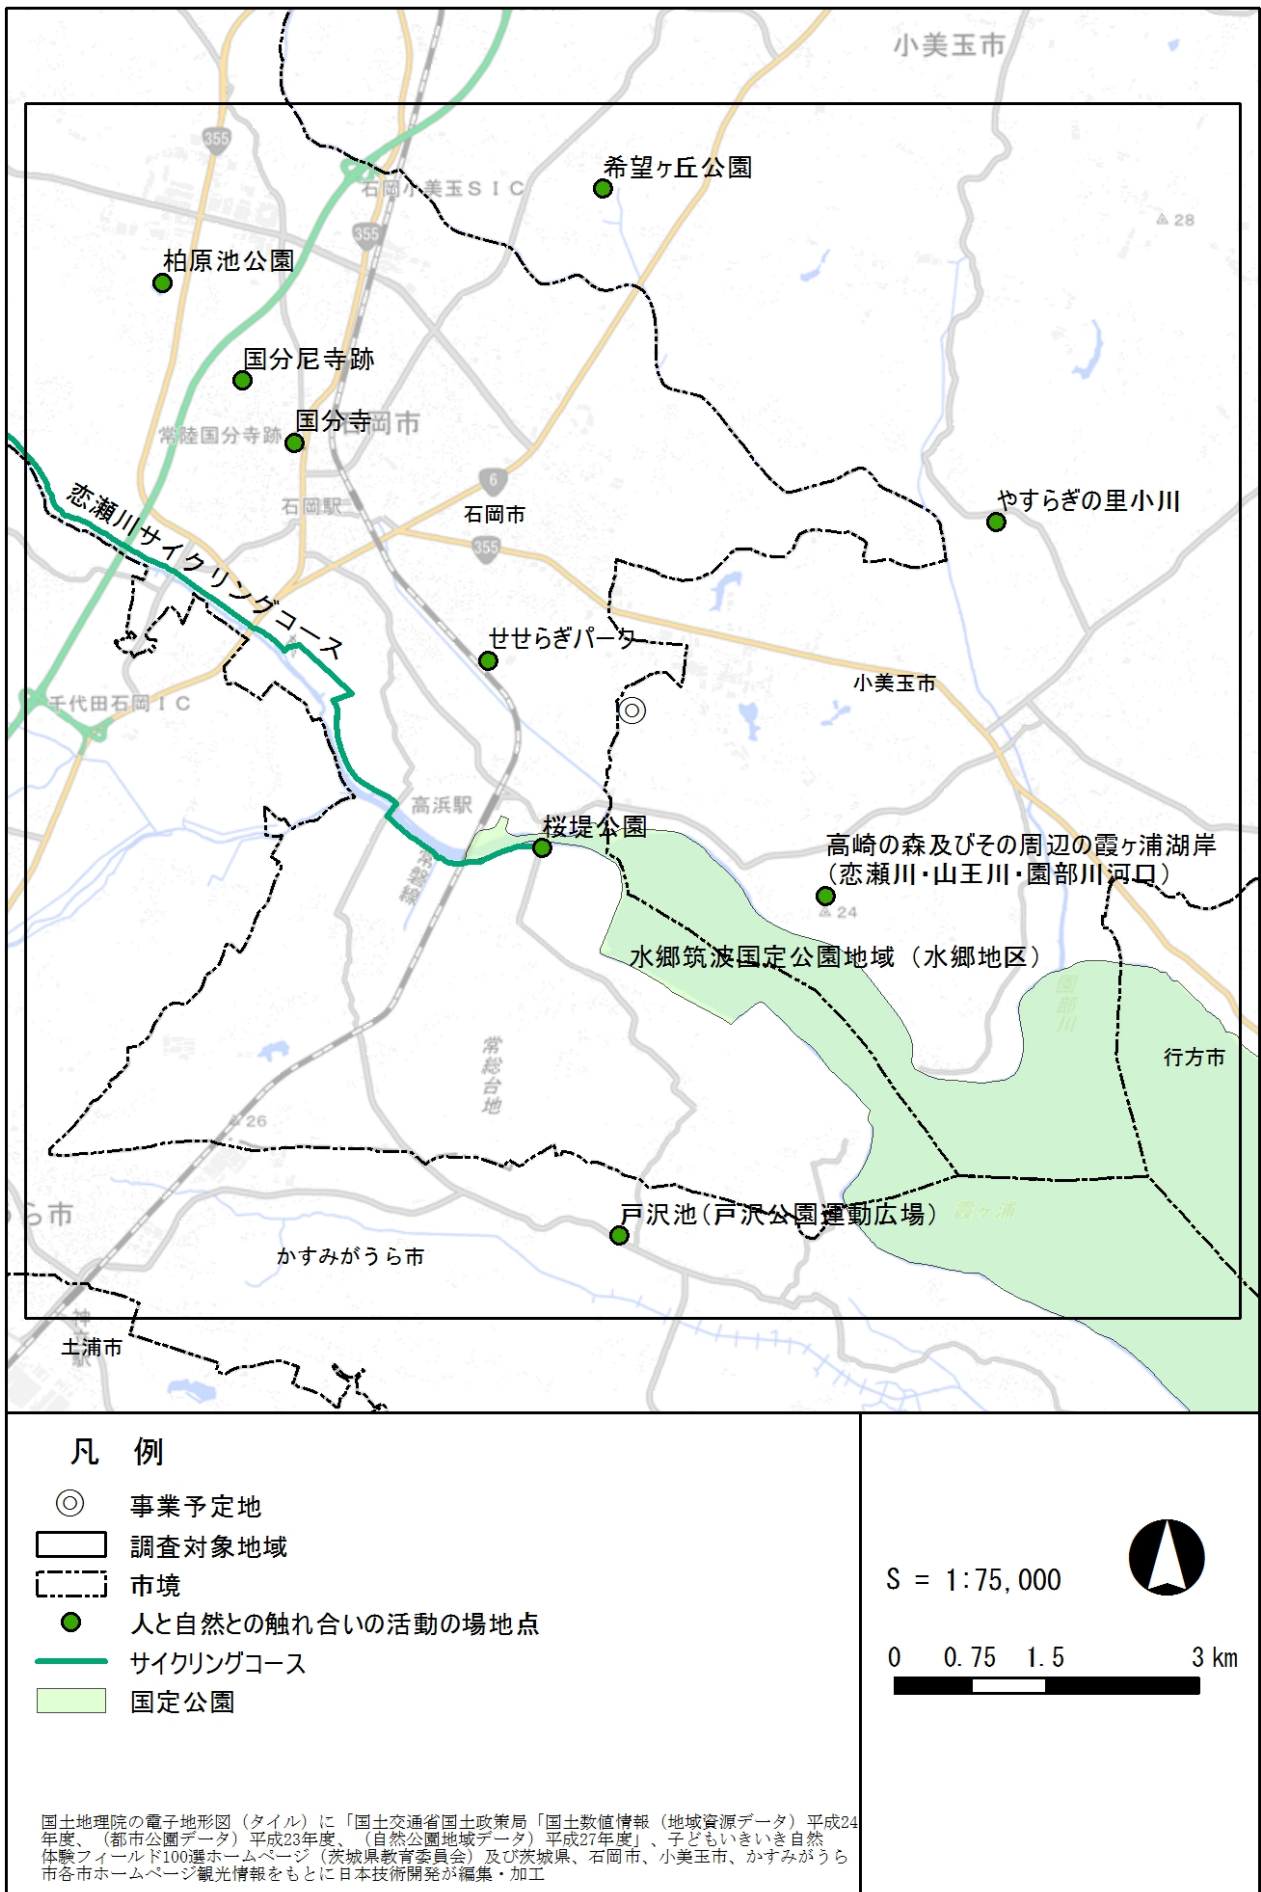 小美玉市
355
希望ヶ丘公園
石岡小美玉SIC
28
355
柏原池公園
国分尼寺跡
国分寺
石岡市
常陸国分寺跡
6
やすらぎの里小川
恋瀬川サイクリングコース
石岡駅
石岡市
355
せせらぎパーク
小美玉市
千代田石岡IC
高浜駅
桜堤公園
高崎の森及びその周辺の霞ヶ浦湖岸
(恋瀬川・山王川・園部川河口)
常磐線
24
水郷筑波国定公園地域(水郷地区)
園部川
常総台地
行方市
26
うら市
戸沢池(戸沢公園運動広場)
霞ヶ浦
かすみがうら市
神立駅
土浦市
凡 例
事業予定地
調査対象地域
市境
人と自然との触れ合いの活動の場地点
サイクリングコース
国定公園
S = 1:75,000
0 0.75 1.5 3 km
国土地理院の電子地形図(タイル)に「国土交通省国土政策局「国土数値情報(地域資源データ)平成24
年度、(都市公園データ)平成23年度、(自然公園地域データ)平成27年度」、子どもいきいき自然
体験フィールド100選ホームページ(茨城県教育委員会)及び茨城県、石岡市、小美玉市、かすみがうら
市各市ホームページ観光情報をもとに日本技術開発が編集・加工